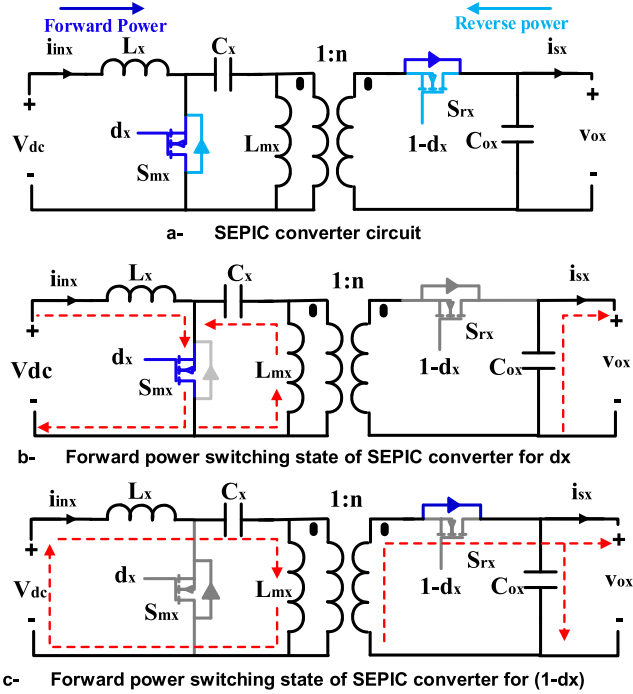 Forward Power
Reverse power
iinx
Lx
Cx
1:n
isx
+
Vdc
-
dx
Smx
Lmx
Srx
1-dx
Cox
+
vox
-
a- SEPIC converter circuit
iinx
Lx
Cx
1:n
isx
+
Vdc
-
dx
Smx
Lmx
Srx
1-dx
Cox
+
vox
-
b- Forward power switching state of SEPIC converter for dx
iinx
Lx
Cx
1:n
isx
+
Vdc
-
dx
Smx
Lmx
Srx
1-dx
Cox
+
vox
-
c- Forward power switching state of SEPIC converter for (1-dx)